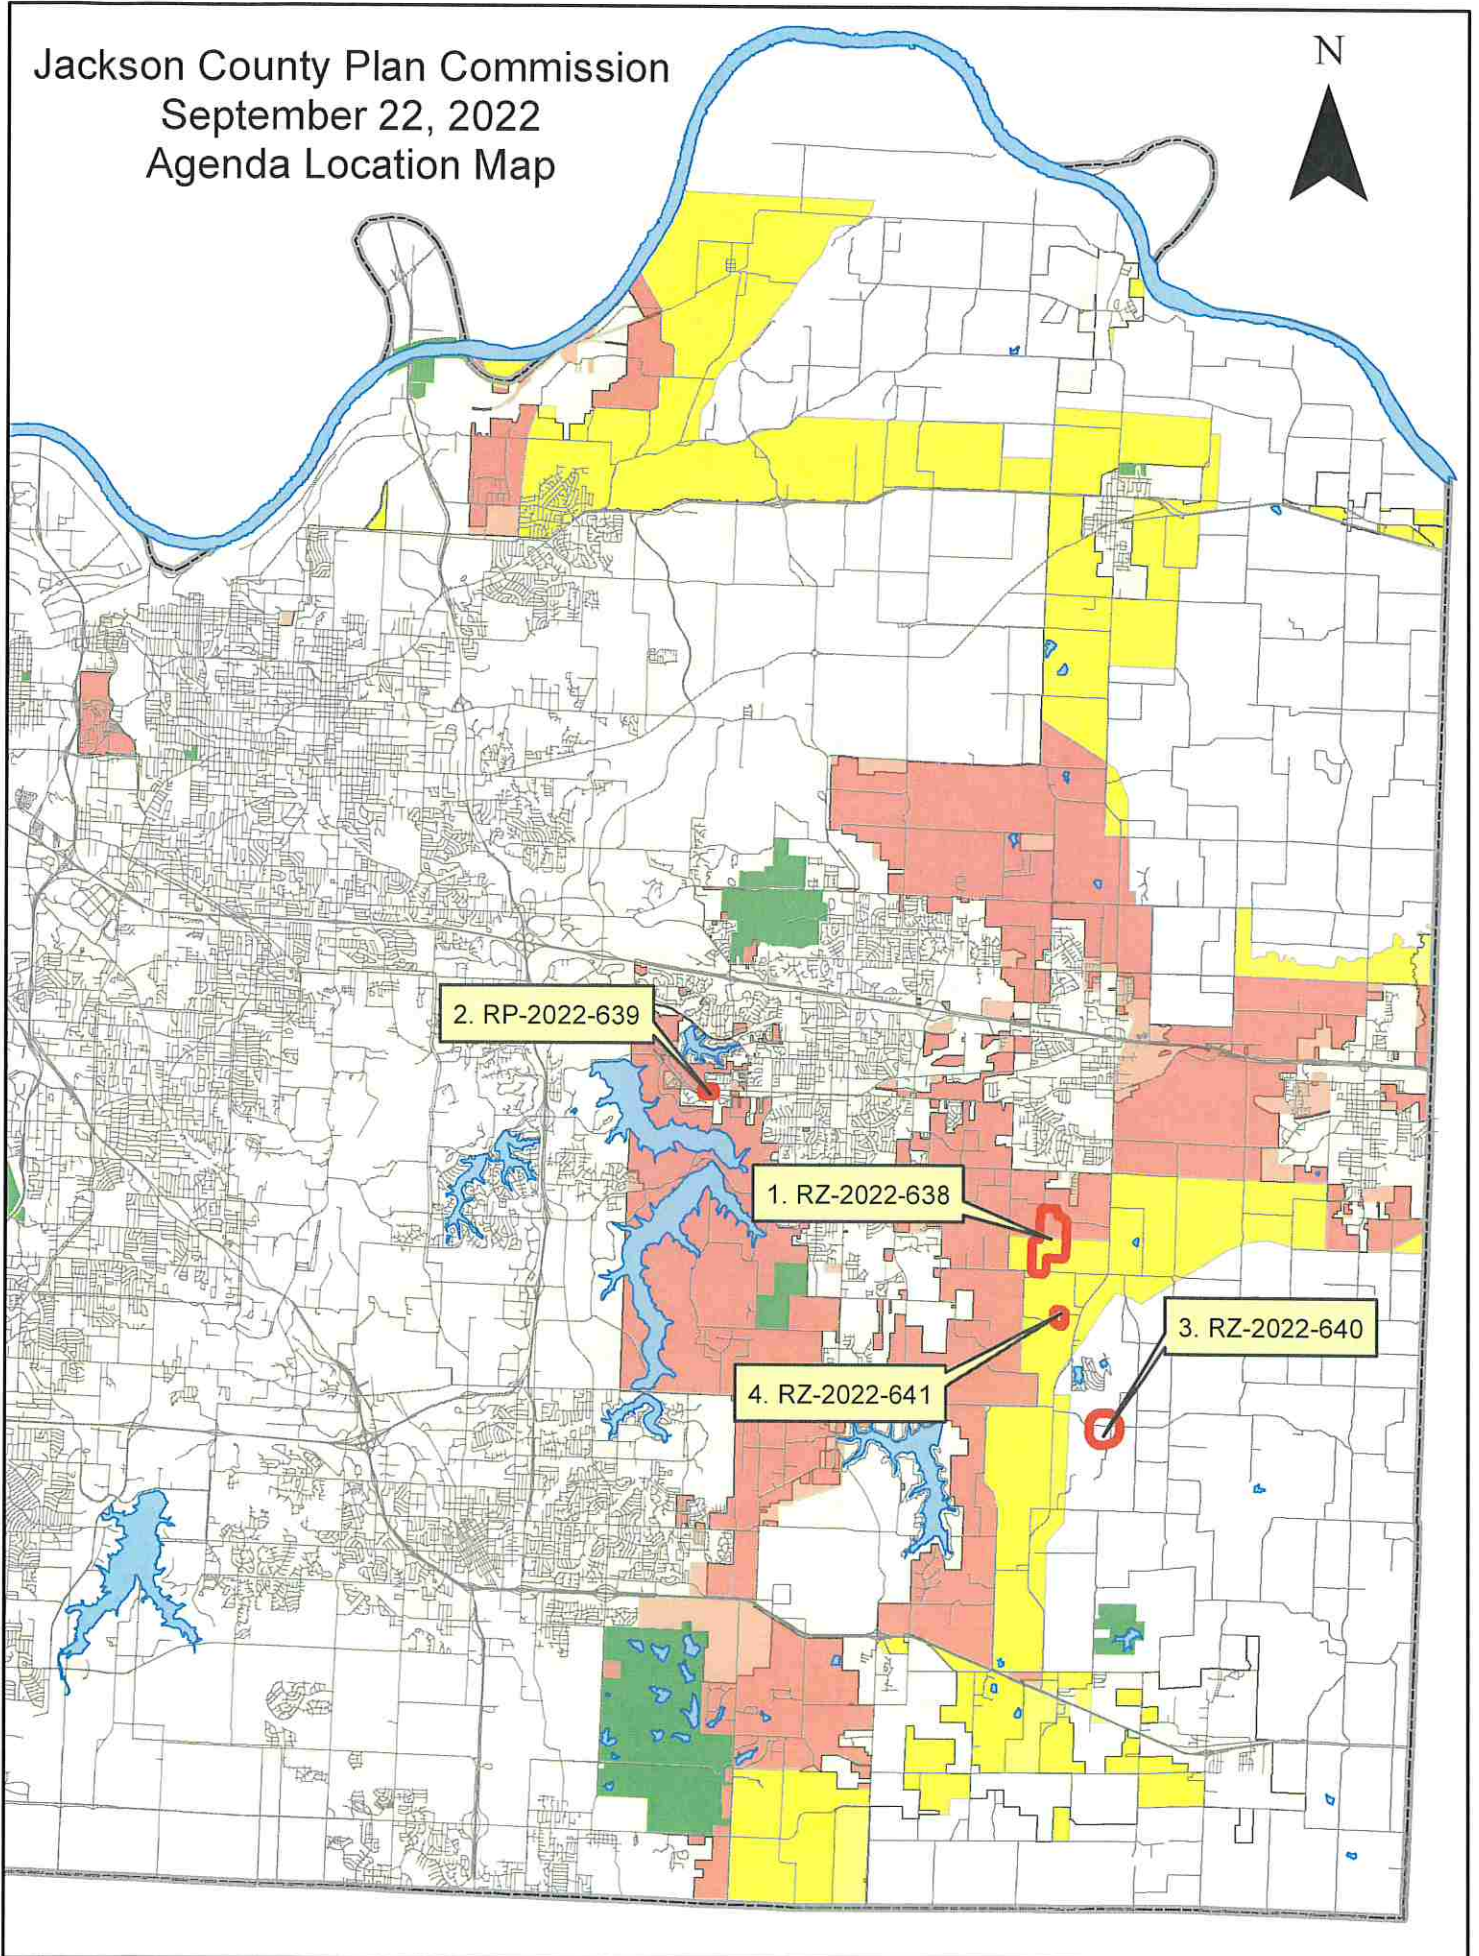 Jackson County Plan Commission
September 22, 2022
Agenda Location Map
N
2. RP-2022-639
1. RZ-2022-638
3. RZ-2022-640
4. RZ-2022-641